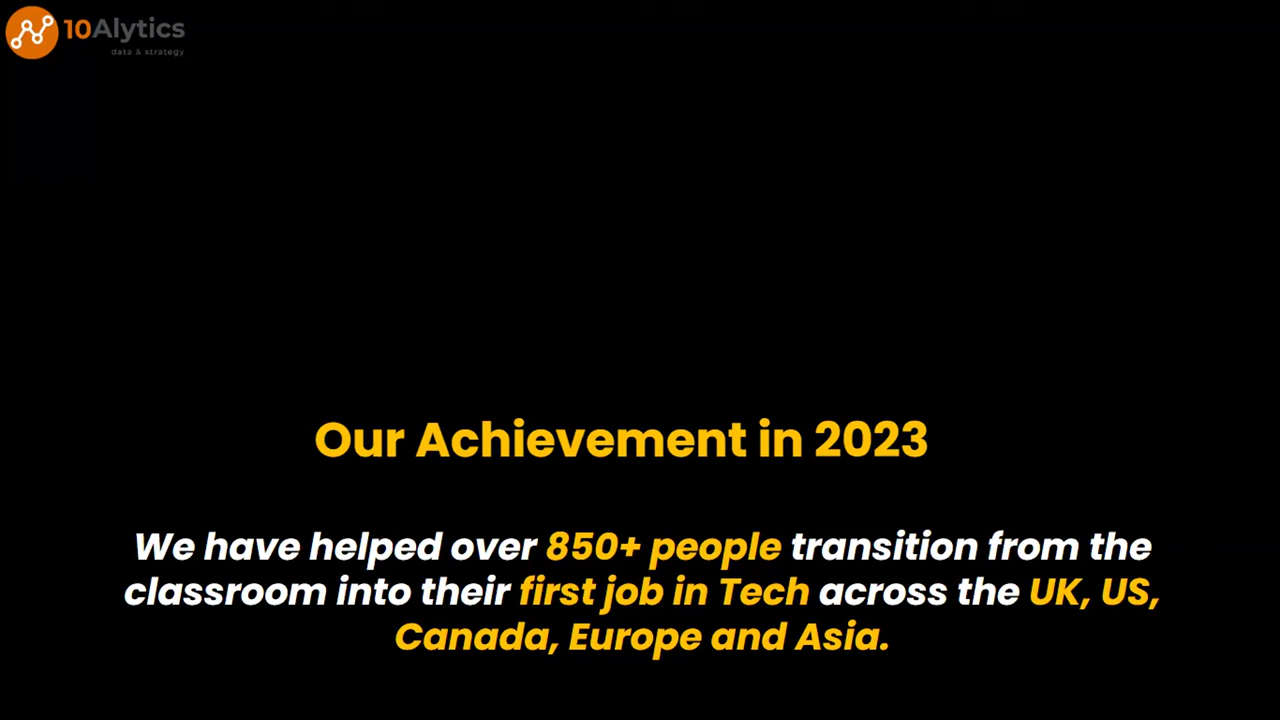 10Alytics
data & strategy
Our Achievement in 2023
We have helped over 850+ people transition from the
classroom into their first job in Tech across the UK, US,
Canada, Europe and Asia.